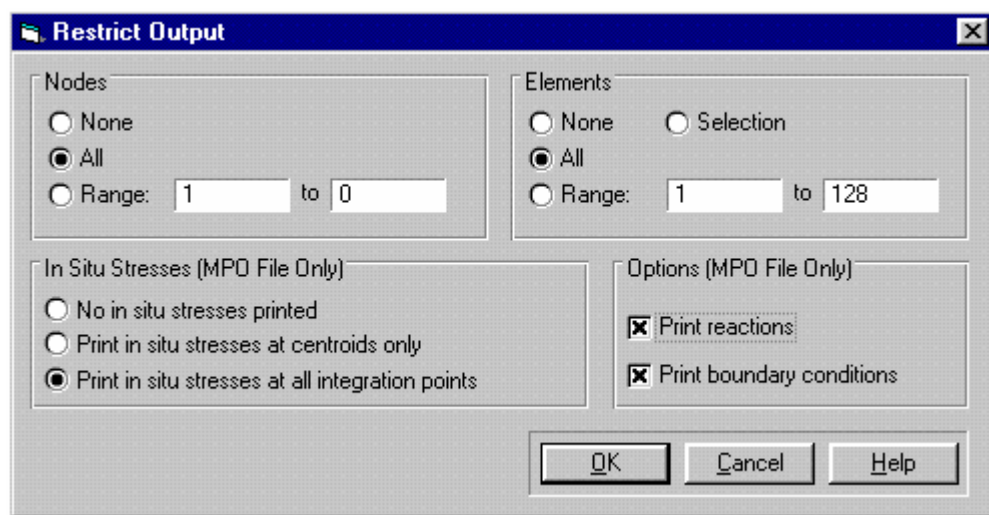 Restrict Output
Nodes
None
All
Range: 1 to 0
Elements
None Selection
All
Range: 1 to 128
In Situ Stresses (MPO File Only)
No in situ stresses printed
Print in situ stresses at centroids only
Print in situ stresses at all integration points
Options (MPO File Only)
Print reactions
Print boundary conditions
OK Cancel Help